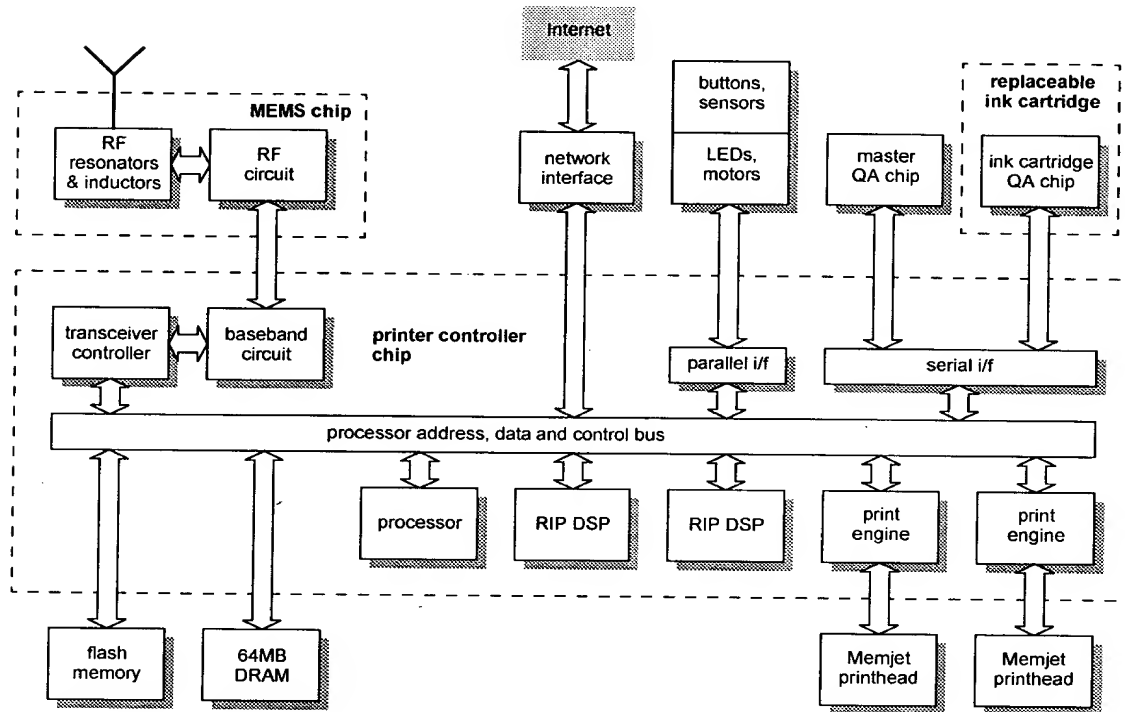 Internet
MEMS chip
RF
resonators
& inductors
RF
circuit
network
interface
buttons,
sensors
LEDs,
motors
master
QA chip
replaceable
ink cartridge
ink cartridge
QA chip
transceiver
controller
baseband
circuit
printer controller
chip
parallel i/f
serial i/f
processor address, data and control bus
processor
RIP DSP
RIP DSP
print
engine
print
engine
flash
memory
64MB
DRAM
Memjet
printhead
Memjet
printhead